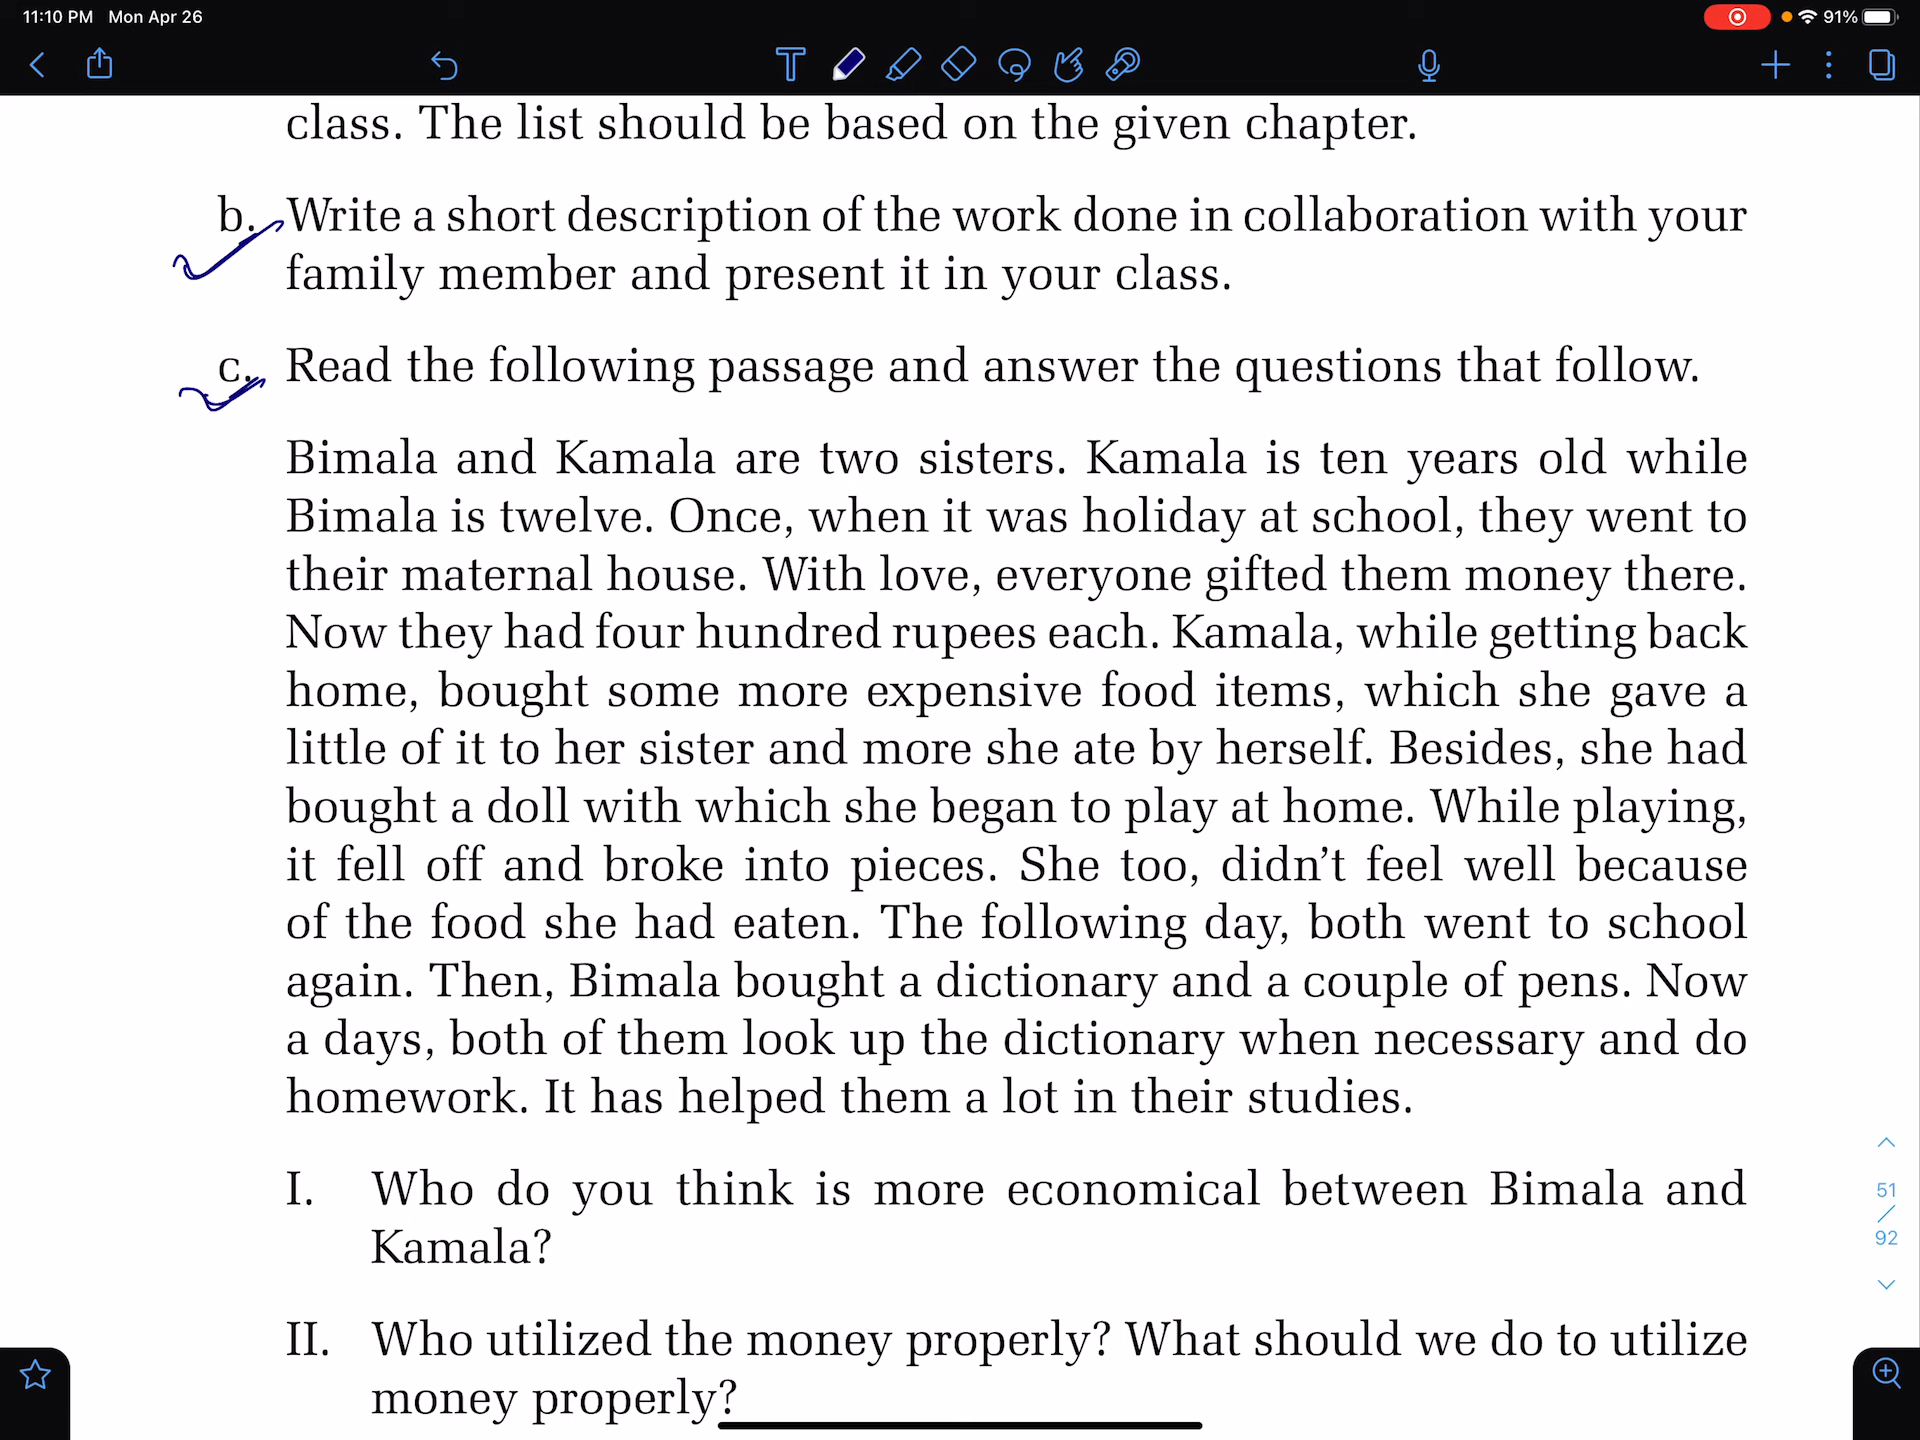 11:10 PM Mon Apr 26
91%
class. The list should be based on the given chapter.
b. Write a short description of the work done in collaboration with your
family member and present it in your class.
c. Read the following passage and answer the questions that follow.
Bimala and Kamala are two sisters. Kamala is ten years old while
Bimala is twelve. Once, when it was holiday at school, they went to
their maternal house. With love, everyone gifted them money there.
Now they had four hundred rupees each. Kamala, while getting back
home, bought some more expensive food items, which she gave a
little of it to her sister and more she ate by herself. Besides, she had
bought a doll with which she began to play at home. While playing,
it fell off and broke into pieces. She too, didn’t feel well because
of the food she had eaten. The following day, both went to school
again. Then, Bimala bought a dictionary and a couple of pens. Now
a days, both of them look up the dictionary when necessary and do
homework. It has helped them a lot in their studies.
I. Who do you think is more economical between Bimala and
Kamala?
II. Who utilized the money properly? What should we do to utilize
money properly?
51
/
92